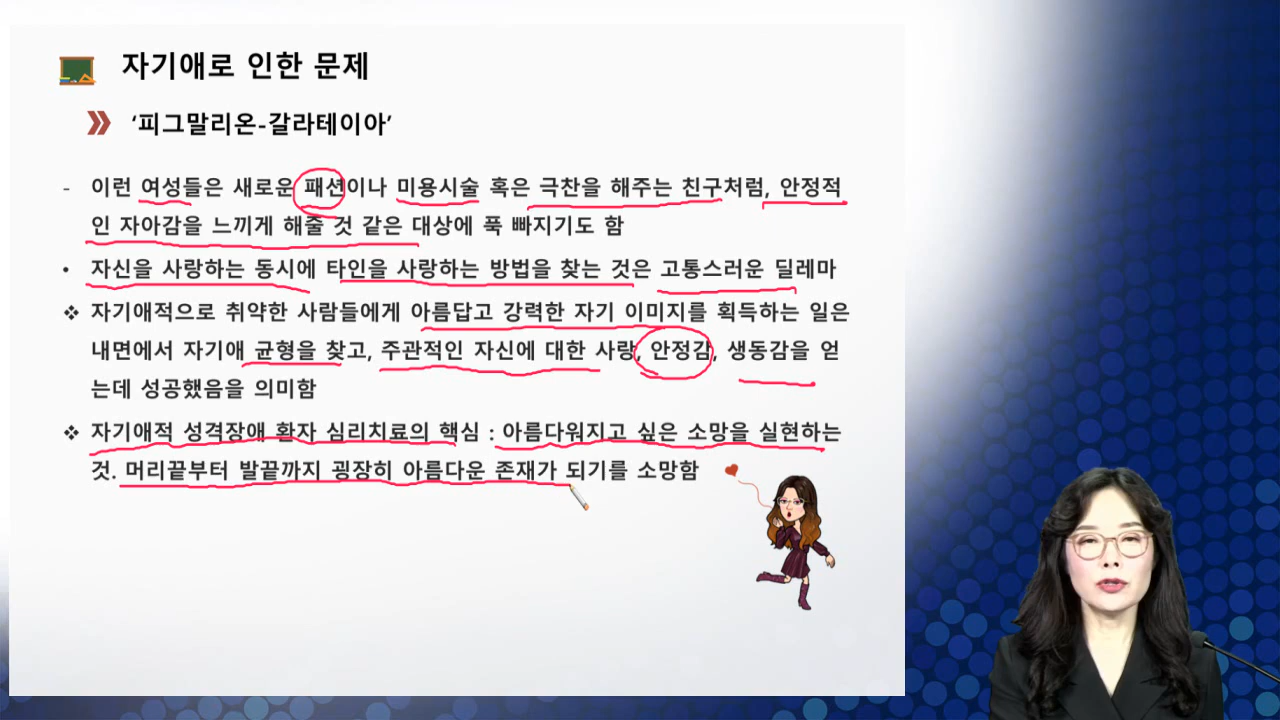 자기애로 인한 문제
‘피그말리온-갈라테이아’
- 이런 여성들은 새로운 패션이나 미용시술 혹은 극찬을 해주는 친구처럼, 안정적
인 자아감을 느끼게 해줄 것 같은 대상에 푹 빠지기도 함
• 자신을 사랑하는 동시에 타인을 사랑하는 방법을 찾는 것은 고통스러운 딜레마
❖ 자기애적으로 취약한 사람들에게 아름답고 강력한 자기 이미지를 획득하는 일은
내면에서 자기애 균형을 찾고, 주관적인 자신에 대한 사랑, 안정감, 생동감을 얻
는데 성공했음을 의미함
❖ 자기애적 성격장애 환자 심리치료의 핵심 : 아름다워지고 싶은 소망을 실현하는
것. 머리끝부터 발끝까지 굉장히 아름다운 존재가 되기를 소망함